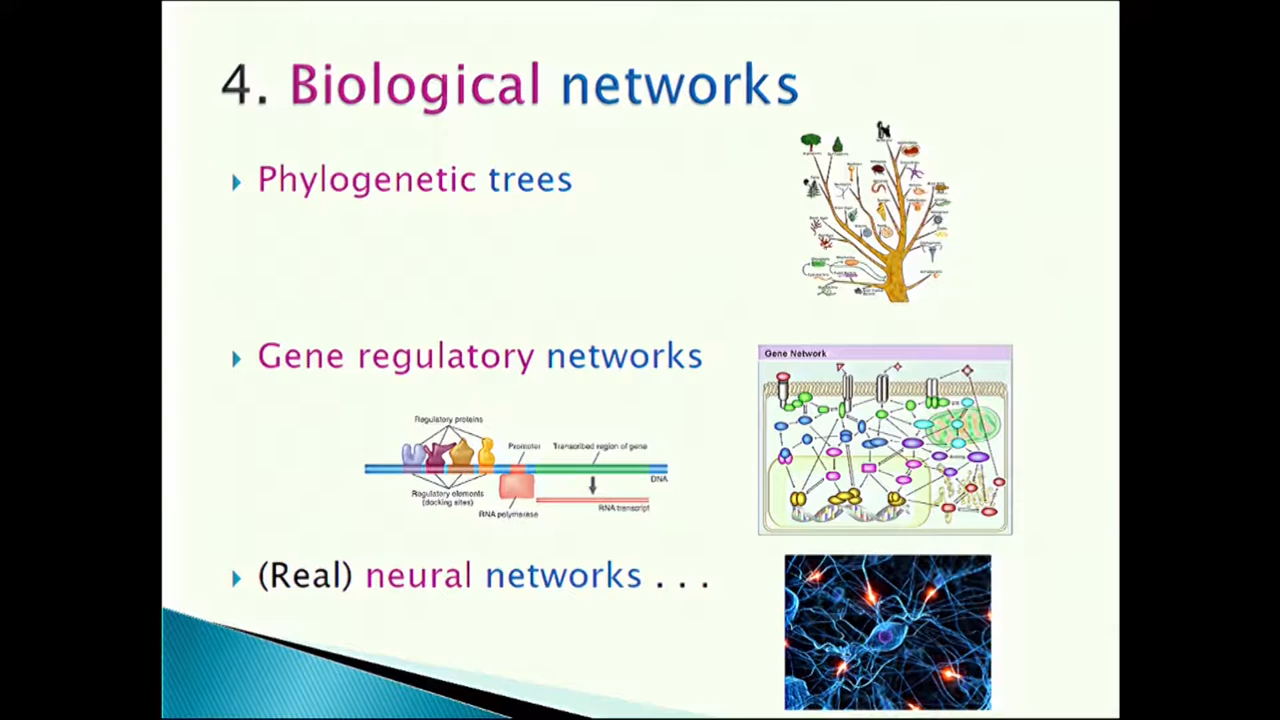 4. Biological networks
Phylogenetic trees
Gene regulatory networks
Gene Network
Regulatory proteins
Promoter
Transcribed region of gene
DNA
Regulatory elements
(docking sites)
RNA polymerase
RNA transcript
(Real) neural networks . . .